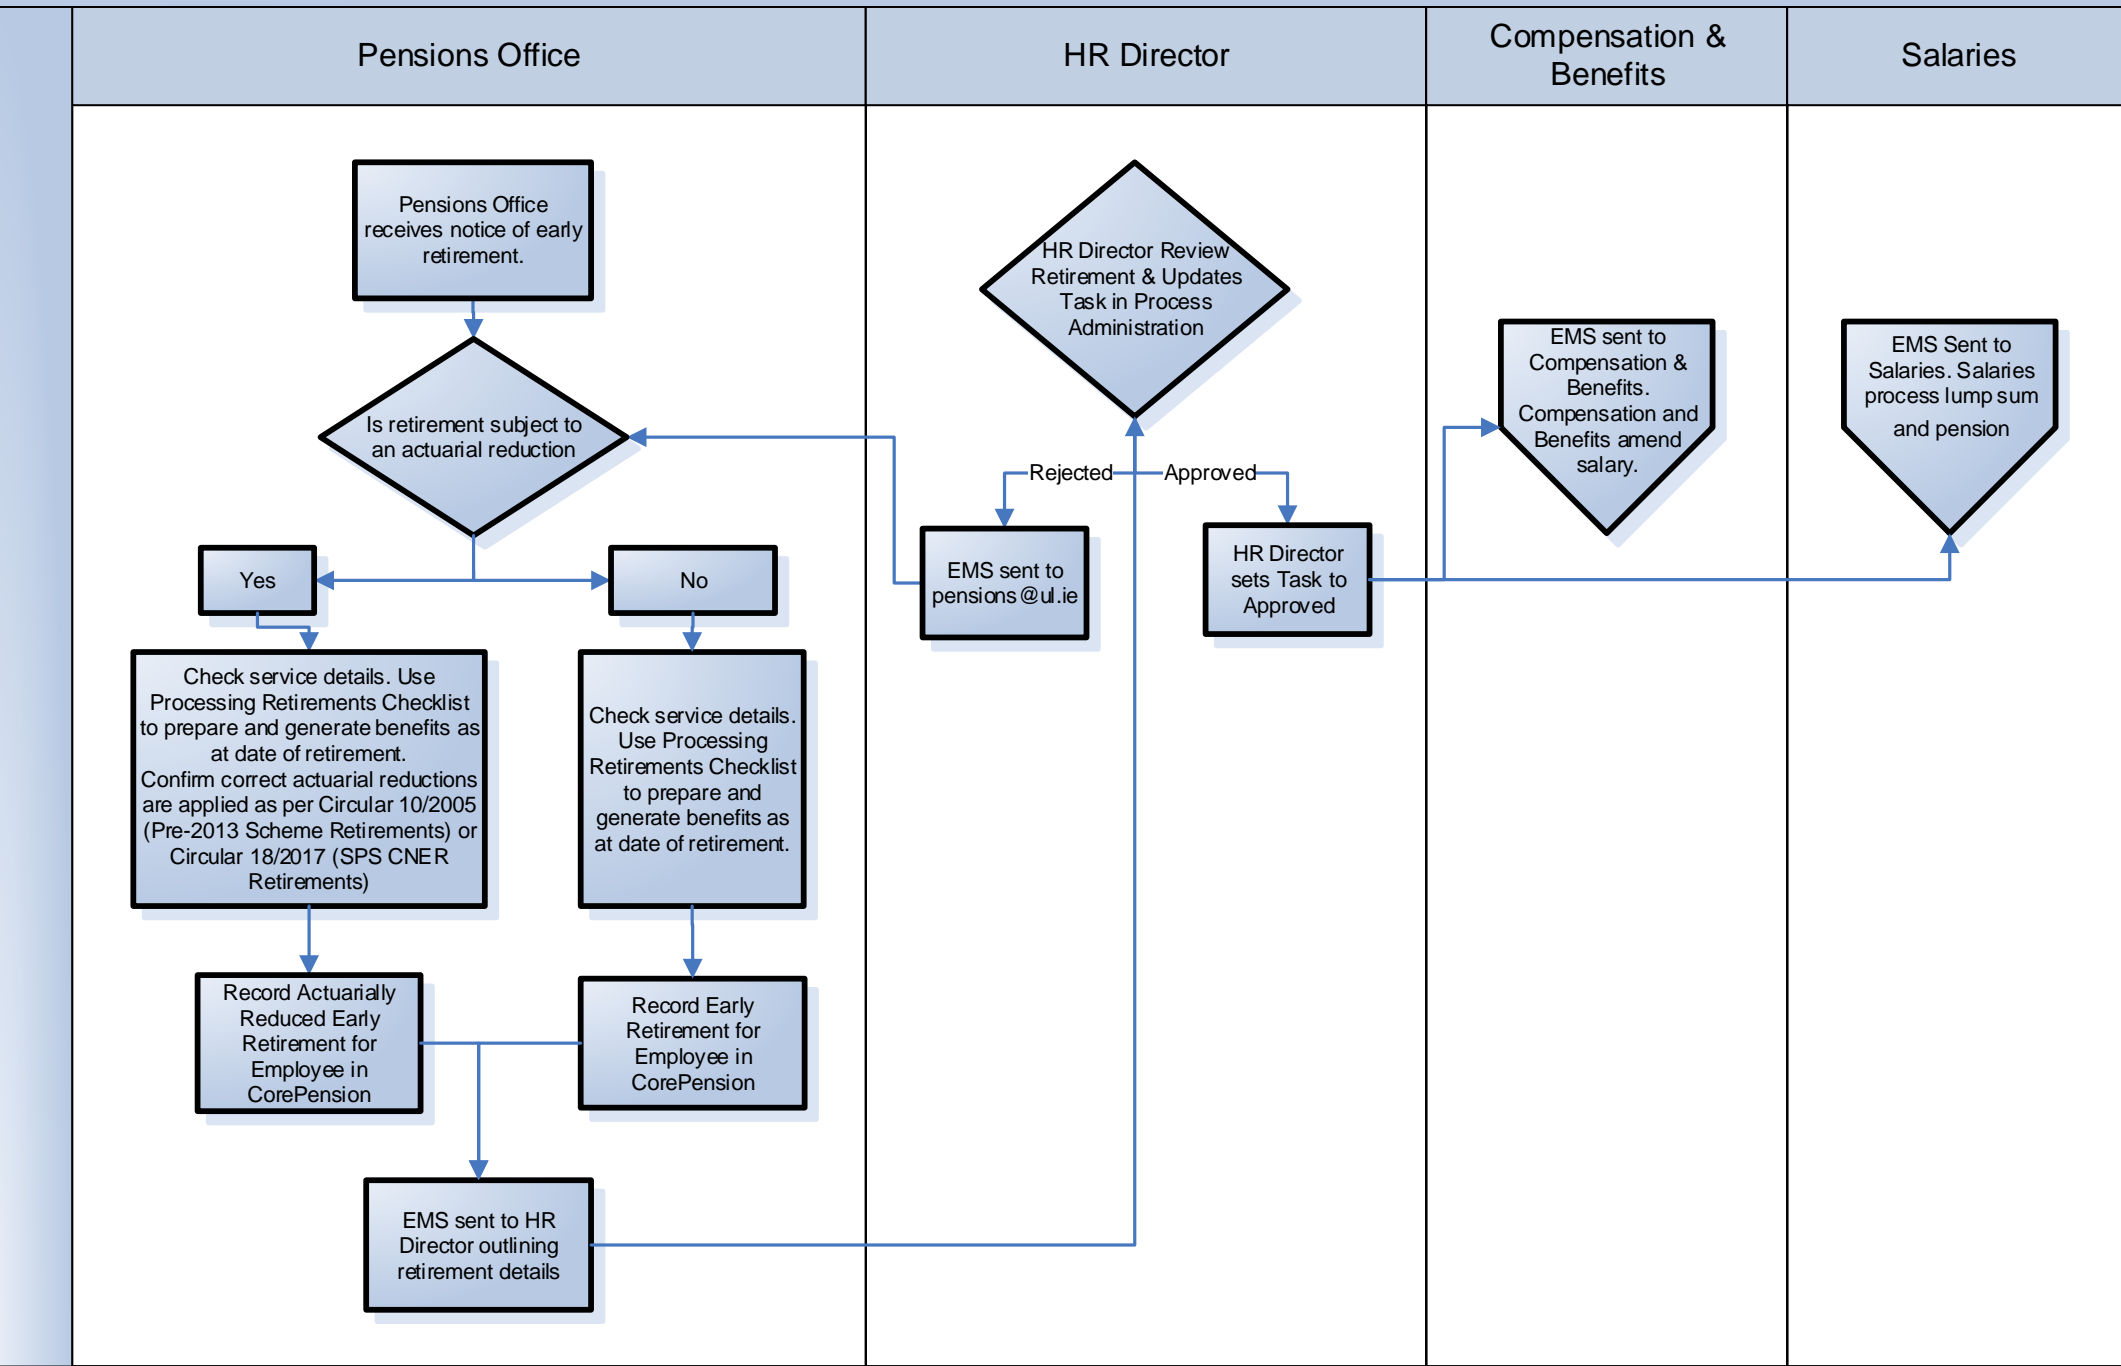 Pensions Office
HR Director
Compensation &
Benefits
Salaries
Pensions Office
receives notice of early
retirement.
Is retirement subject to
an actuarial reduction
Yes
No
Check service details. Use
Processing Retirements Checklist
to prepare and generate benefits as
at date of retirement.
Confirm correct actuarial reductions
are applied as per Circular 10/2005
(Pre-2013 Scheme Retirements) or
Circular 18/2017 (SPS CNER
Retirements)
Check service details.
Use Processing
Retirements Checklist
to prepare and
generate benefits as
at date of retirement.
Record Actuarially
Reduced Early
Retirement for
Employee in
CorePension
Record Early
Retirement for
Employee in
CorePension
EMS sent to HR
Director outlining
retirement details
HR Director Review
Retirement & Updates
Task in Process
Administration
Rejected
Approved
EMS sent to
pensions@ul.ie
HR Director
sets Task to
Approved
EMS sent to
Compensation &
Benefits.
Compensation and
Benefits amend
salary.
EMS Sent to
Salaries. Salaries
process lump sum
and pension